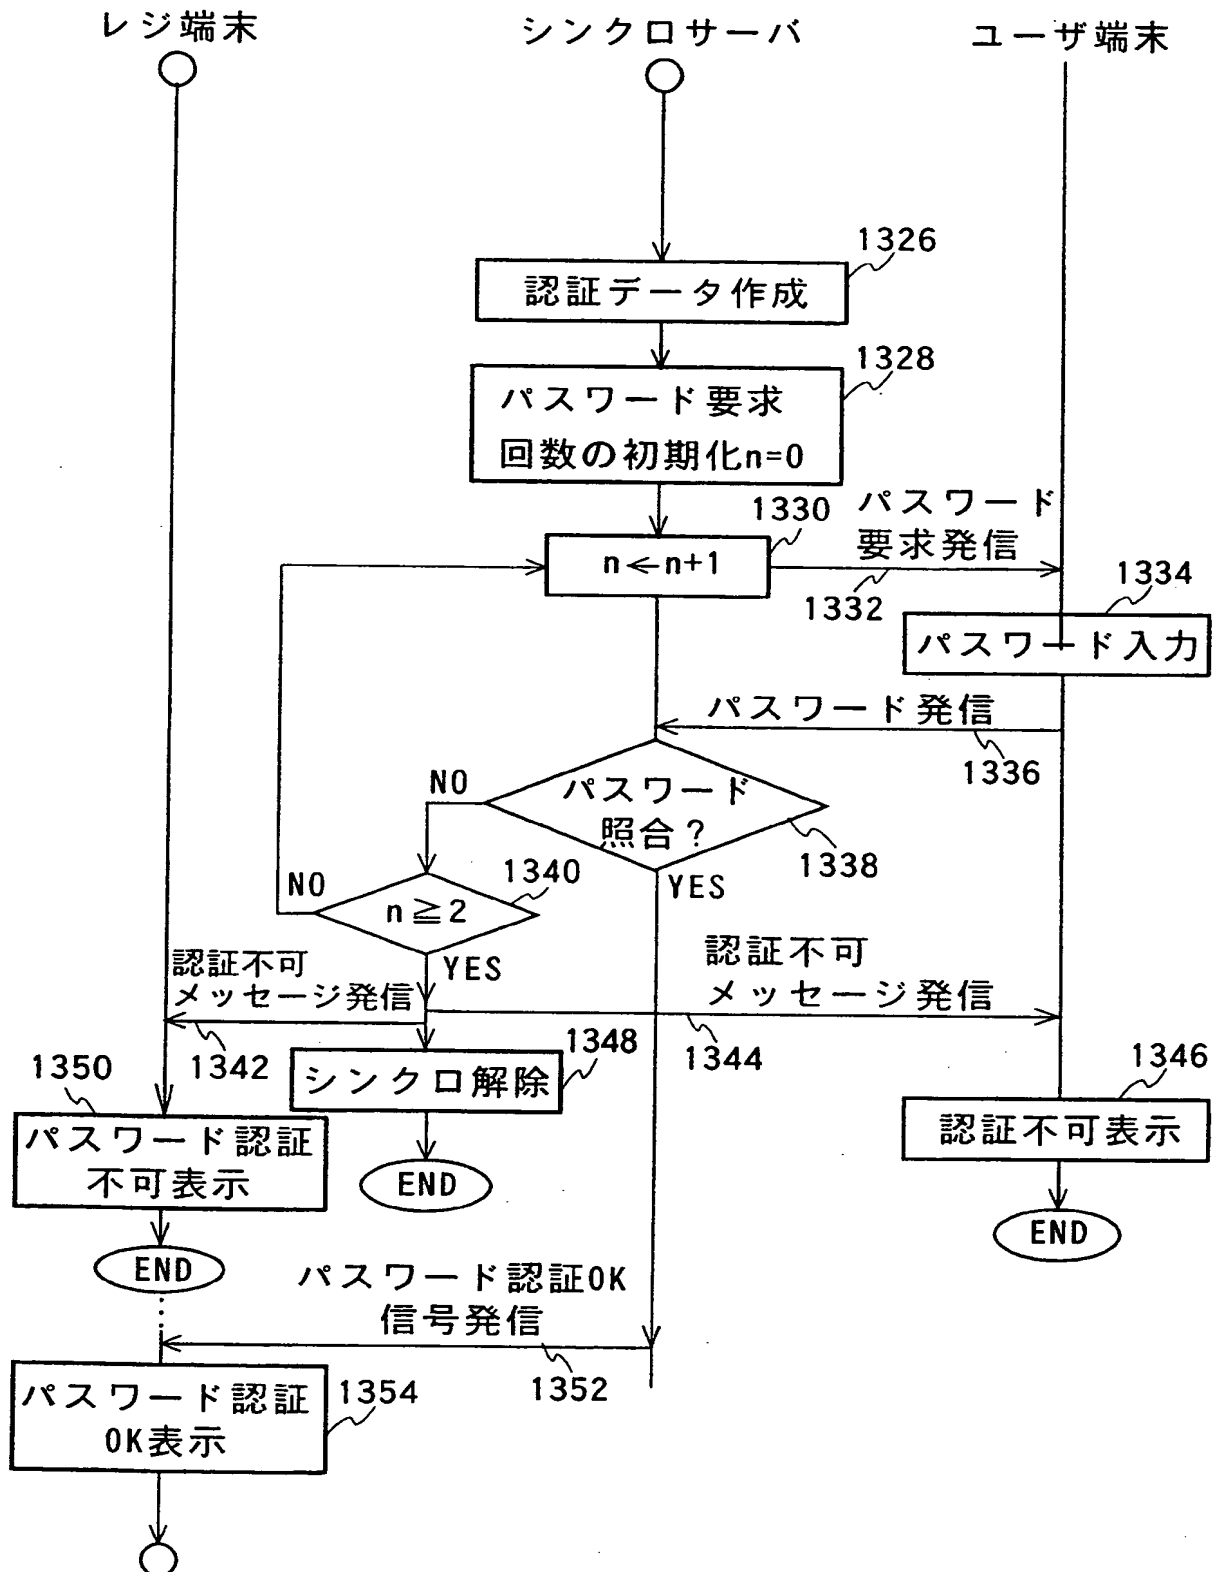 レジ端末
シンクロサーバ
ユーザ端末
1326
認証データ作成
1328
パスワード要求
回数の初期化n=0
1330
パスワード
要求発信
n←n+1
1332
1334
パスワード入力
パスワード発信
1336
NO
パスワード
照合?
1338
YES
1340
NO
n≧2
YES
認証不可
メッセージ発信
認証不可
メッセージ発信
1342
1344
1348
シンクロ解除
1346
認証不可表示
1350
パスワード認証
不可表示
END
END
END
パスワード認証OK
信号発信
1352
パスワード認証
OK表示
1354